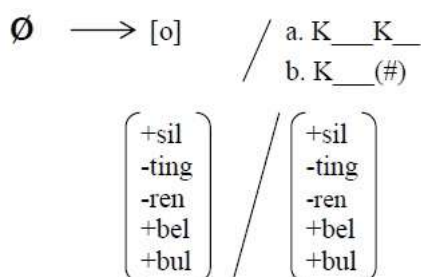 Ø → [o] / a. K___K__
b. K___(#)
+sil / +sil
-ting -ting
-ren -ren
+bel +bel
+bul +bul